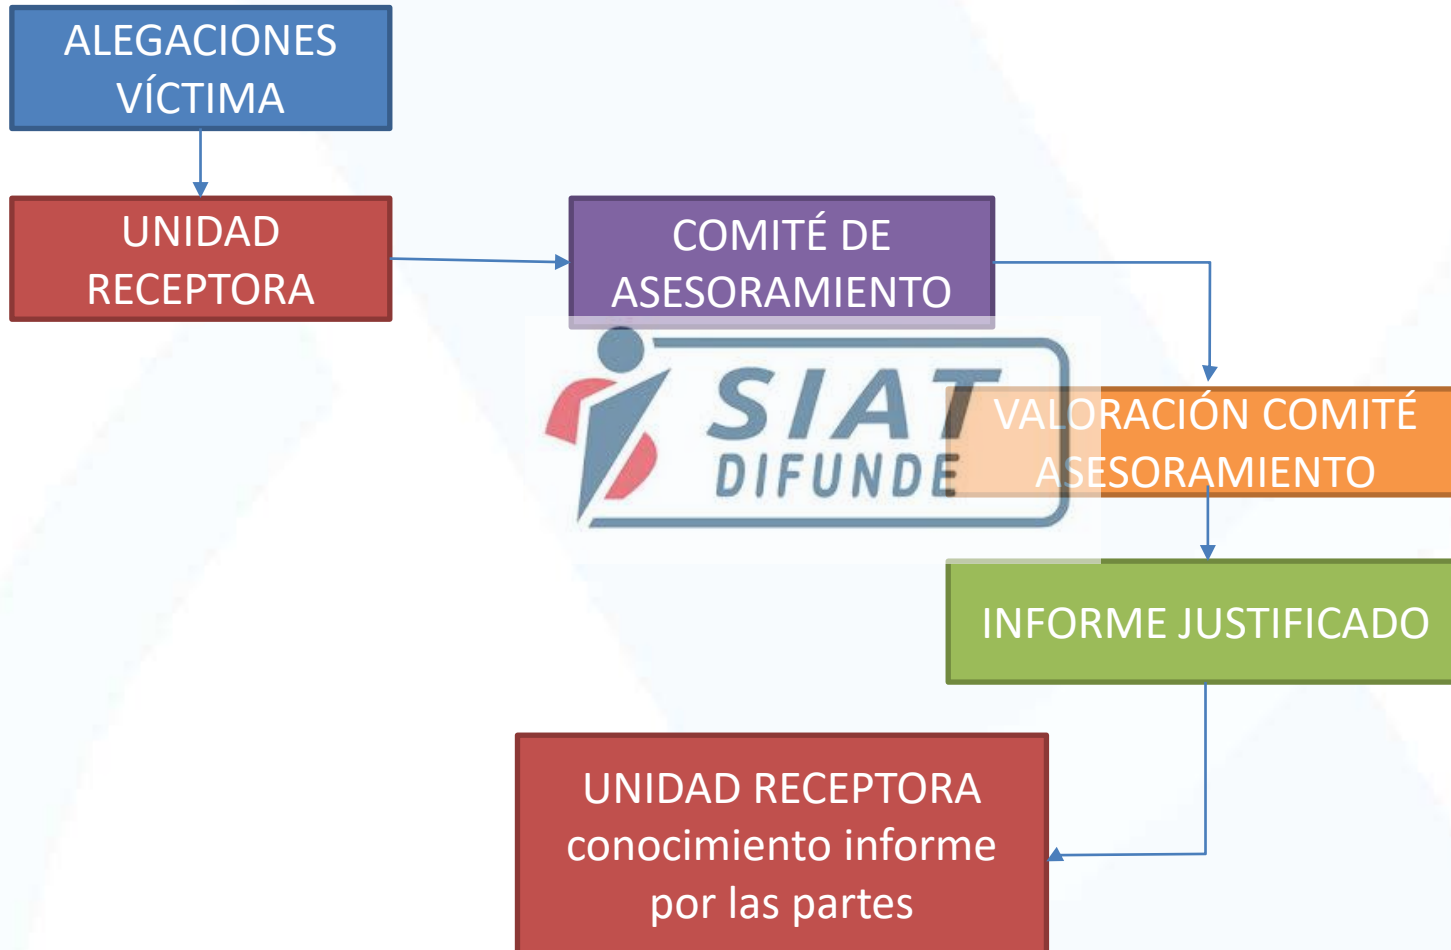 ALEGACIONES
VÍCTIMA
UNIDAD
RECEPTORA
COMITÉ DE
ASESORAMIENTO
SIAT
DIFUNDE
VALORACIÓN COMITÉ
ASESORAMIENTO
INFORME JUSTIFICADO
UNIDAD RECEPTORA
conocimiento informe
por las partes